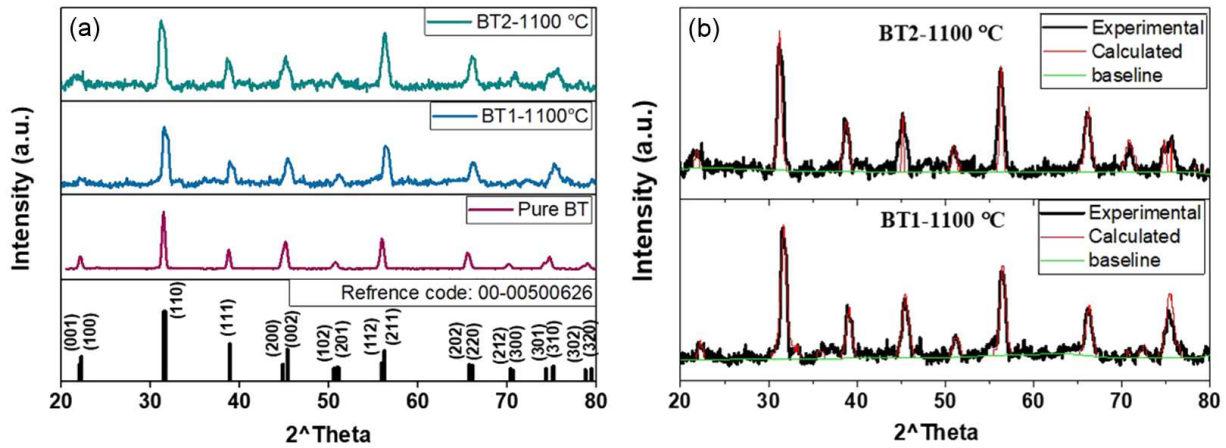 (a)
BT2-1100 °C
BT1-1100°C
Pure BT
Refrence code: 00-00500626
(001)
(100)
(110)
(111)
(200)
(002)
(102)
(201)
(112)
(211)
(202)
(220)
(212)
(300)
(301)
(310)
(302)
(320)
Intensity (a.u.)
20 30 40 50 60 70 80
2^Theta
(b)
BT2-1100 °C
Experimental
Calculated
baseline
BT1-1100 °C
Experimental
Calculated
baseline
Intensity (a.u.)
20 30 40 50 60 70 80
2^Theta